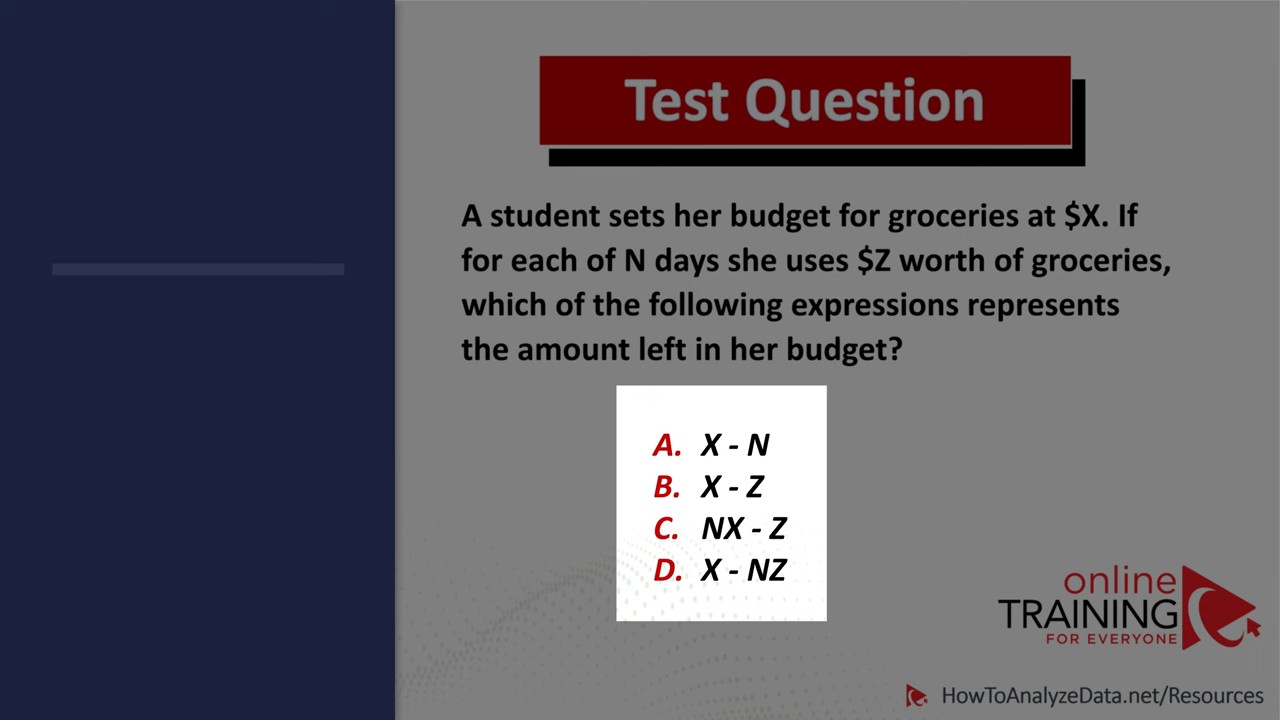 Test Question
A student sets her budget for groceries at $X. If
for each of N days she uses $Z worth of groceries,
which of the following expressions represents
the amount left in her budget?
A. X - N
B. X - Z
C. NX - Z
D. X - NZ
online
TRAINING
FOR EVERYONE
HowToAnalyzeData.net/Resources